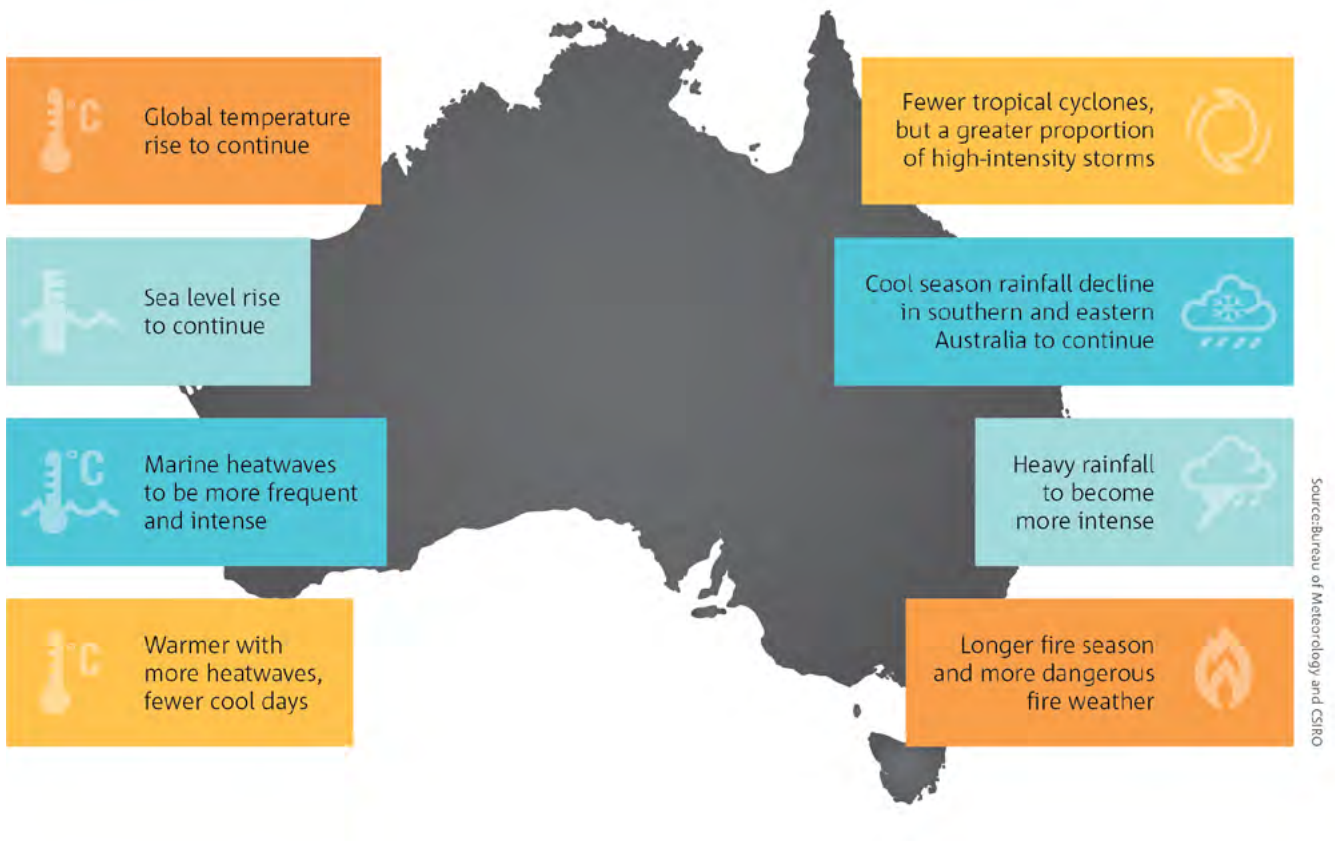 °C
Global temperature
rise to continue
Sea level rise
to continue
°C
Marine heatwaves
to be more frequent
and intense
°C
Warmer with
more heatwaves,
fewer cool days
Fewer tropical cyclones,
but a greater proportion
of high-intensity storms
Cool season rainfall decline
in southern and eastern
Australia to continue
Heavy rainfall
to become
more intense
Longer fire season
and more dangerous
fire weather
Source:Bureau of Meteorology and CSIRO